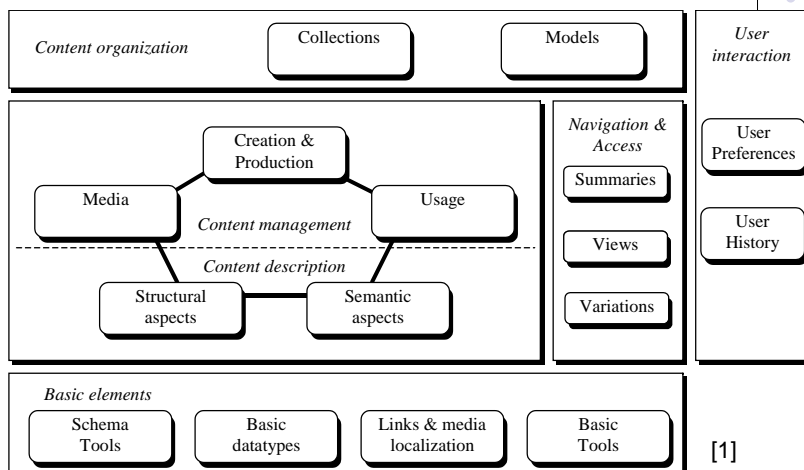 Content organization
Collections
Models
User
interaction
Creation &
Production
Media
Usage
Content management
Content description
Structural
aspects
Semantic
aspects
Navigation &
Access
Summaries
Views
Variations
User
Preferences
User
History
Basic elements
Schema
Tools
Basic
datatypes
Links & media
localization
Basic
Tools
[1]